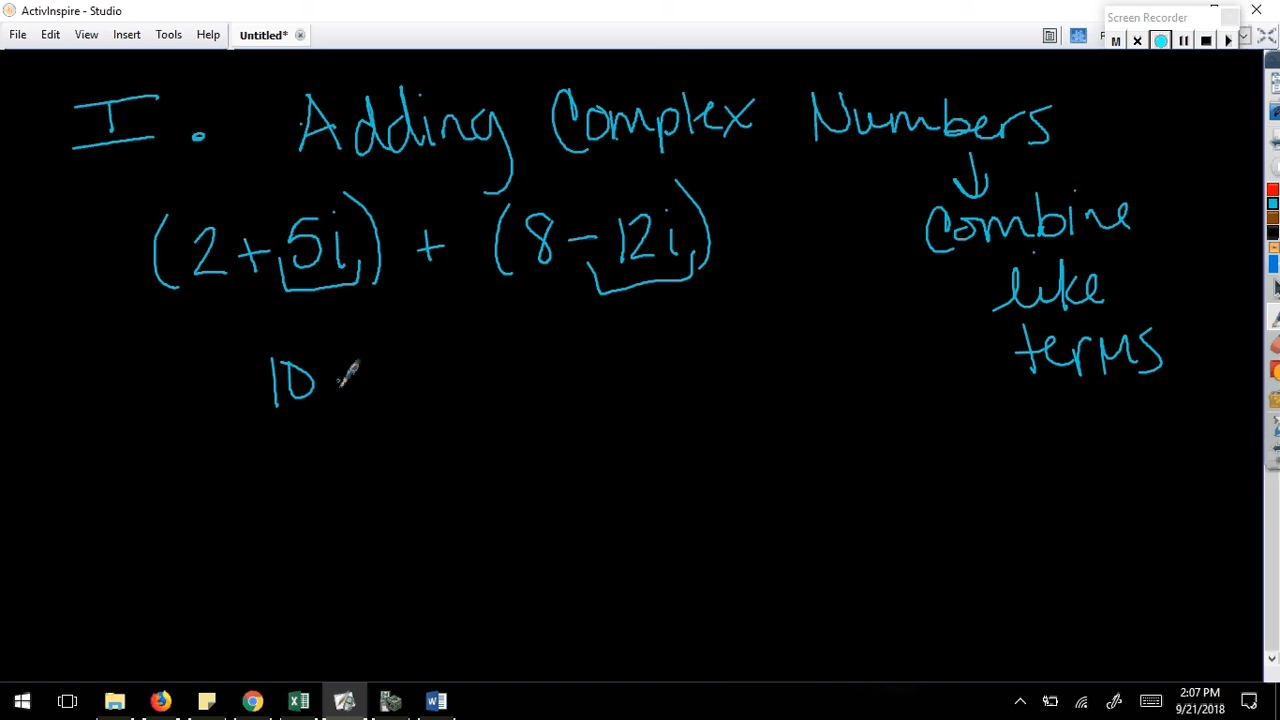 ActivInspire - Studio
Screen Recorder
File Edit View Insert Tools Help Untitled*
M
I. Adding Complex Numbers
(2 + 5i) + (8 - 12i)
combine
like
terms
10
2:07 PM
9/21/2018